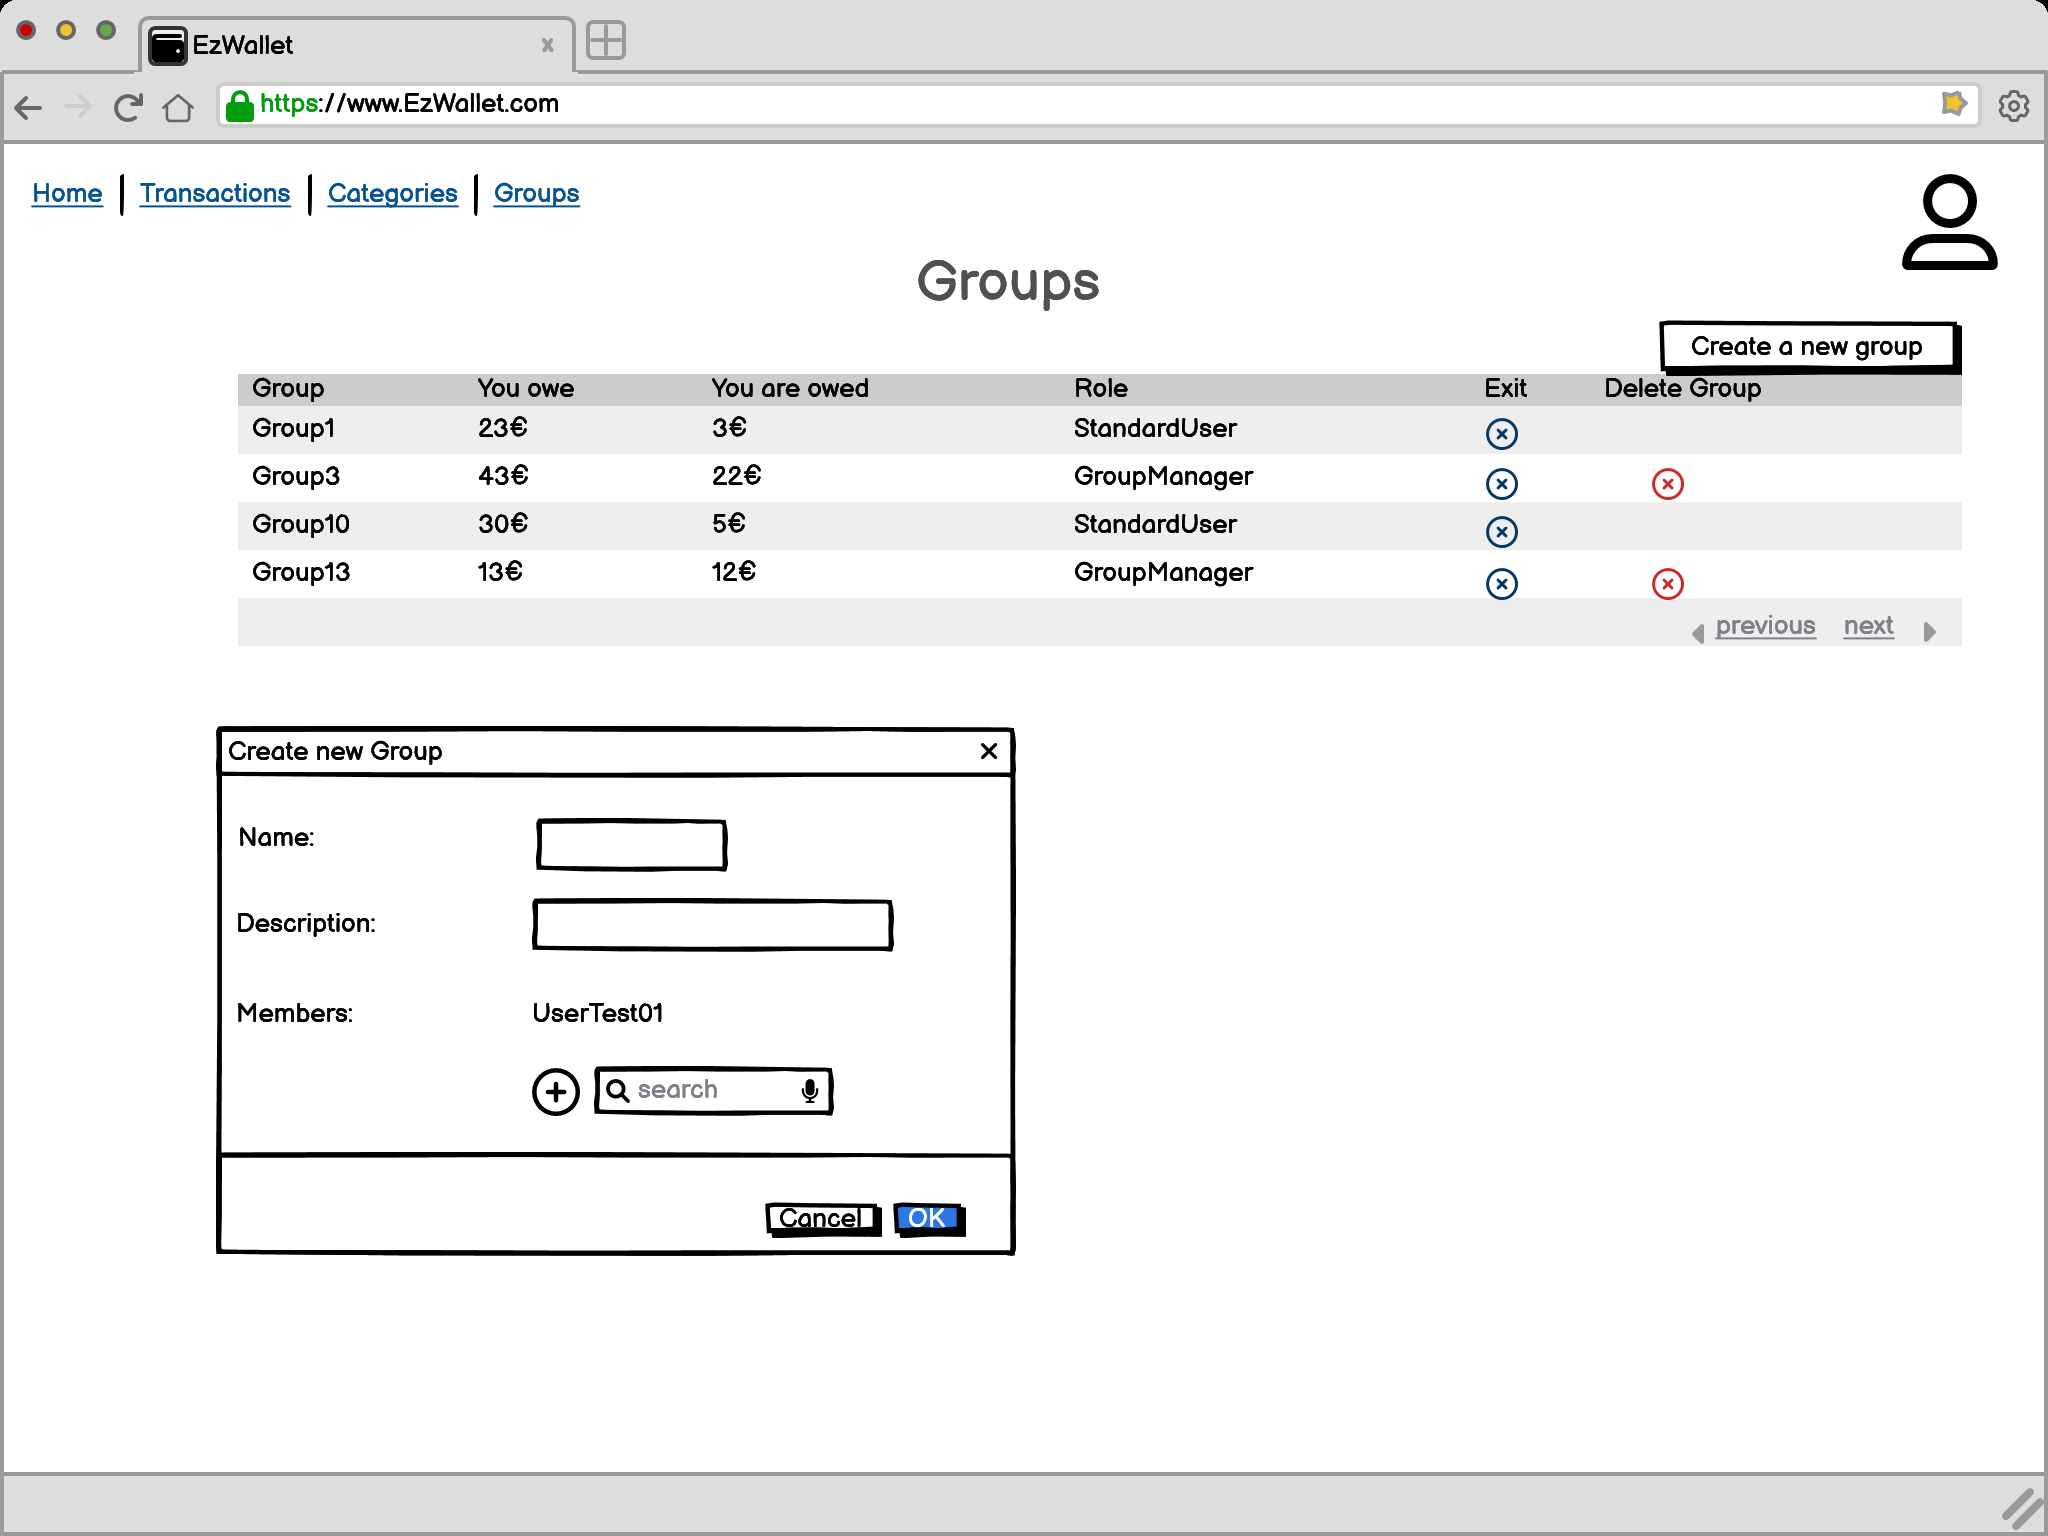 EzWallet
https://www.EzWallet.com
Home Transactions Categories Groups
Groups
Create a new group
Group You owe You are owed Role Exit Delete Group
Group1 23€ 3€ StandardUser
Group3 43€ 22€ GroupManager
Group10 30€ 5€ StandardUser
Group13 13€ 12€ GroupManager
previous next
Create new Group
Name:
Description:
Members: UserTest01
search
Cancel OK